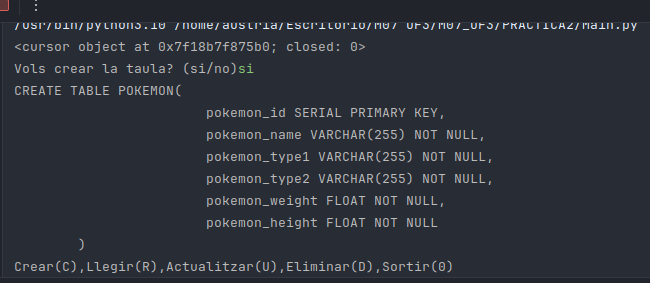 /usr/bin/python3.10 /home/austria/Escritorio/M07 UF3/M07_UF3/PRACTICA2/Main.py
<cursor object at 0x7f18b7f875b0; closed: 0>
Vols crear la taula? (si/no)si
CREATE TABLE POKEMON(
pokemon_id SERIAL PRIMARY KEY,
pokemon_name VARCHAR(255) NOT NULL,
pokemon_type1 VARCHAR(255) NOT NULL,
pokemon_type2 VARCHAR(255) NOT NULL,
pokemon_weight FLOAT NOT NULL,
pokemon_height FLOAT NOT NULL
)
Crear(C),Llegir(R),Actualitzar(U),Eliminar(D),Sortir(0)